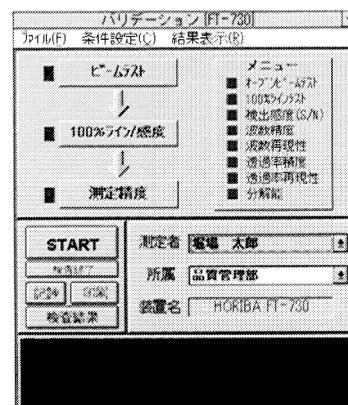 バリデーション [FT-730]
ファイル(F) 条件設定(C) 結果表示(R)
ビームテスト
100%ライン/感度
測定精度
メニュー
オープンビームテスト
100%ラインテスト
検出感度(S/N)
波数精度
波数再現性
透過率精度
透過率再現性
分解能
START
検査終了
検査結果
測定者 堀場 太郎
所属 品質管理部
装置名 HORIBA FT-730